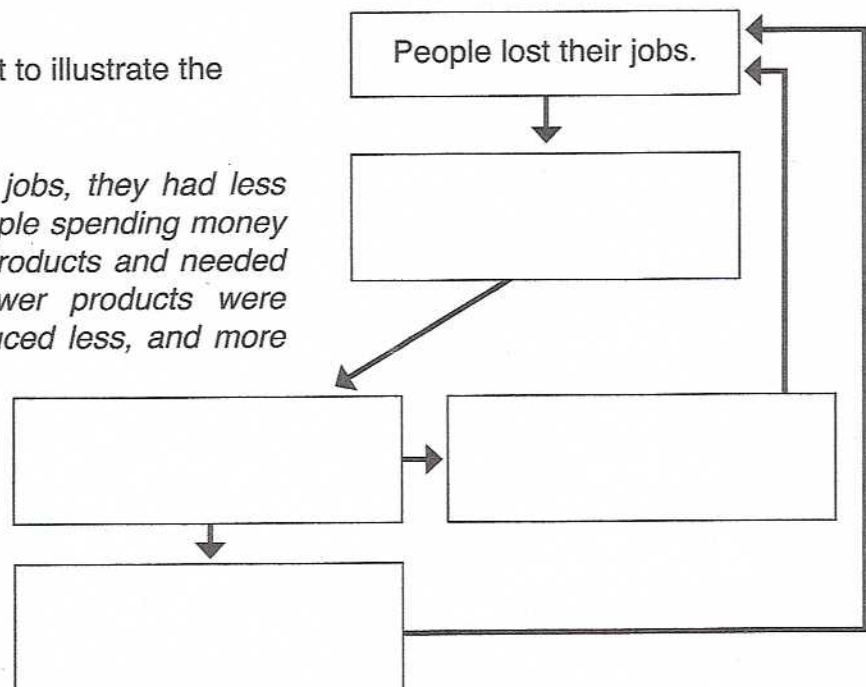 People lost their jobs.
t to illustrate the
jobs, they had less
ple spending money
roducts and needed
wer products were
uced less, and more